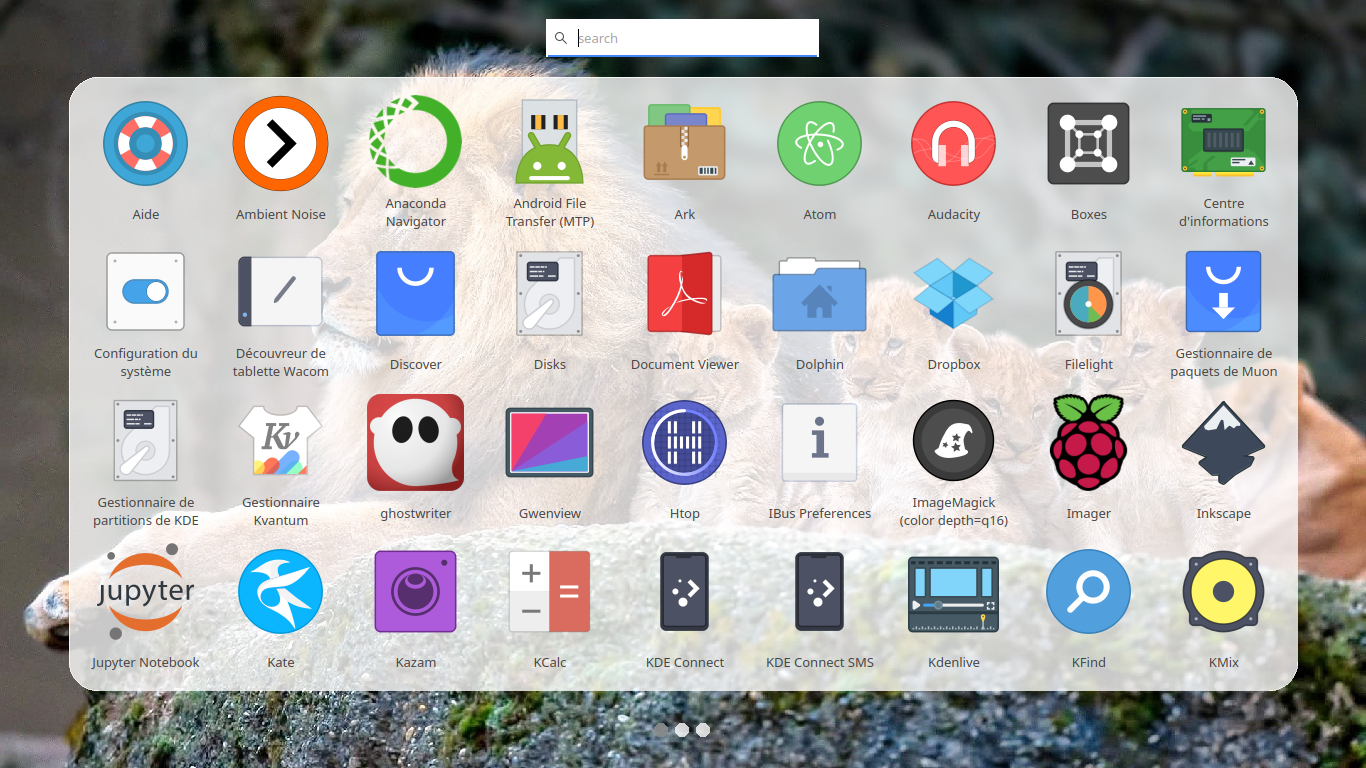 search
Aide
Ambient Noise
Anaconda
Navigator
Android File
Transfer (MTP)
Ark
Atom
Audacity
Boxes
Centre
d'informations
Configuration du
système
Découvreur de
tablette Wacom
Discover
Disks
Document Viewer
Dolphin
Dropbox
Filelight
Gestionnaire de
paquets de Muon
Gestionnaire de
partitions de KDE
Kv
Gestionnaire
Kvantum
ghostwriter
Gwenview
Htop
i
IBus Preferences
ImageMagick
(color depth=q16)
Imager
Inkscape
jupyter
Jupyter Notebook
Kate
Kazam
KCalc
KDE Connect
KDE Connect SMS
Kdenlive
KFind
KMix